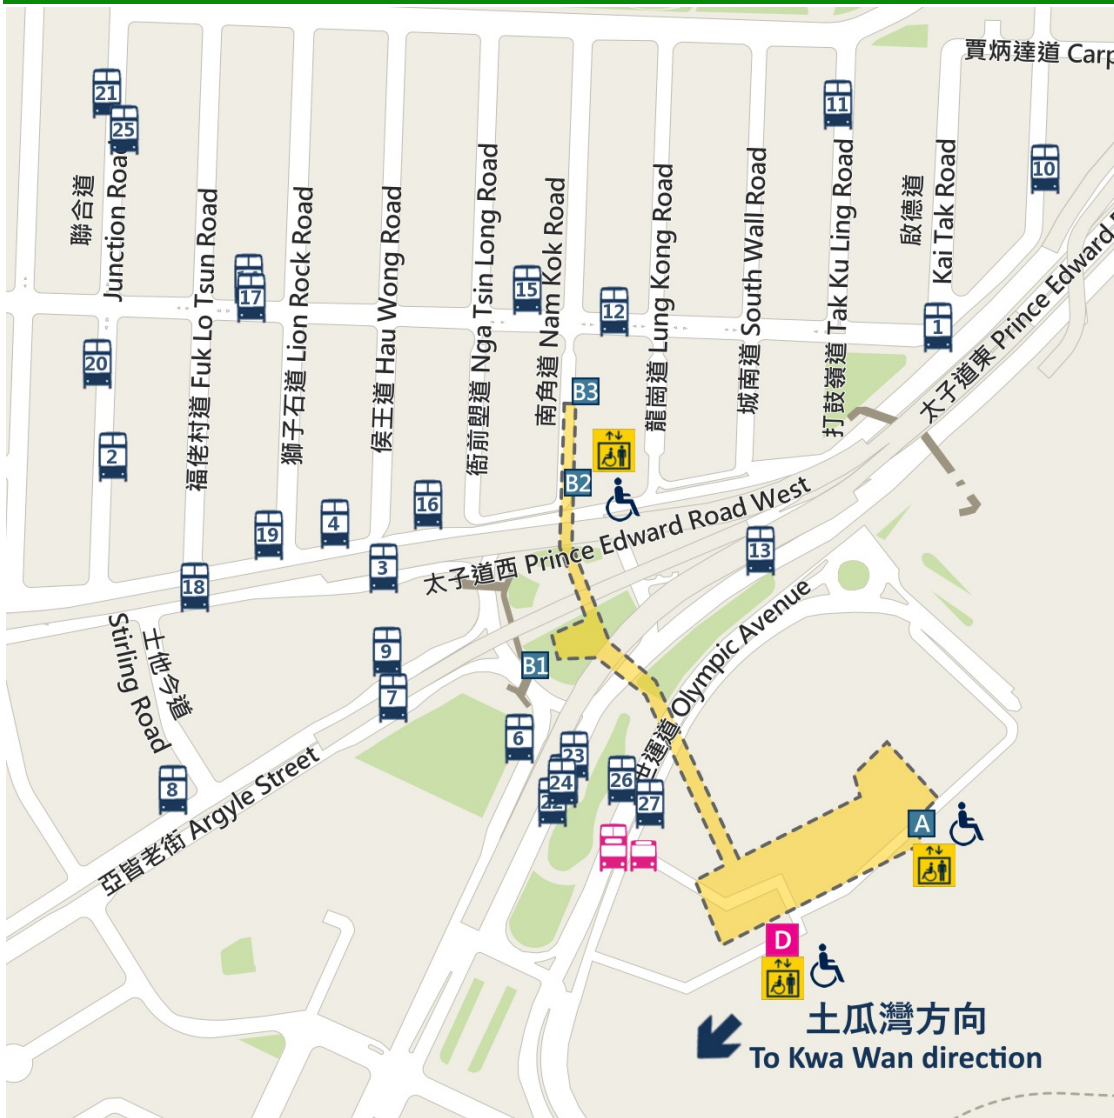 賈炳達道 Carp
21
25
11
10
聯合道
Junction Road
福佬村道 Fuk Lo Tsun Road
獅子石道 Lion Rock Road
侯王道 Hau Wong Road
衙前塱道 Nga Tsin Long Road
南角道 Nam Kok Road
龍崗道 Lung Kong Road
城南道 South Wall Road
打鼓嶺道 Tak Ku Ling Road
啟德道
Kai Tak Road
17
15
12
1
太子道東 Prince Edward
20
B3
2
B2
16
4
19
太子道西 Prince Edward Road West
13
3
18
士他令道
Stirling Road
9
B1
7
世運道 Olympic Avenue
6
23
24
22
26
27
8
亞皆老街 Argyle Street
A
D
土瓜灣方向
To Kwa Wan direction